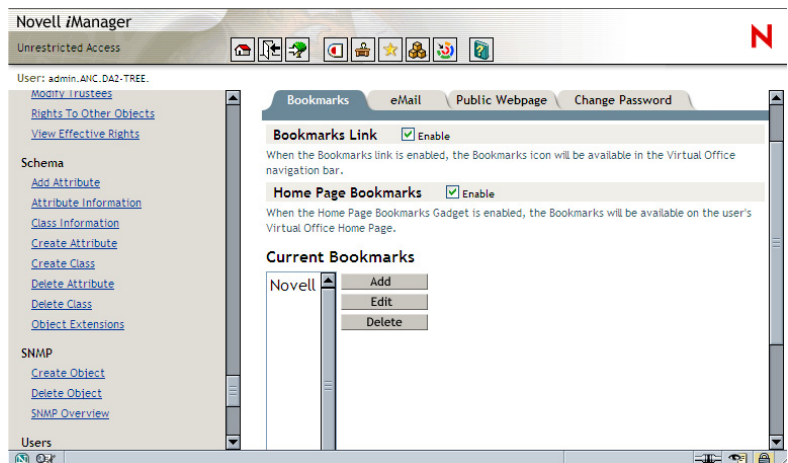 Novell iManager
Unrestricted Access
N
User: admin.ANC.DA2-TREE.
Modify Trustees
Rights To Other Objects
View Effective Rights
Schema
Add Attribute
Attribute Information
Class Information
Create Attribute
Create Class
Delete Attribute
Delete Class
Object Extensions
SNMP
Create Object
Delete Object
SNMP Overview
Users
Bookmarks eMail Public Webpage Change Password
Bookmarks Link Enable
When the Bookmarks link is enabled, the Bookmarks icon will be available in the Virtual Office
navigation bar.
Home Page Bookmarks Enable
When the Home Page Bookmarks Gadget is enabled, the Bookmarks will be available on the user's
Virtual Office Home Page.
Current Bookmarks
Novell
Add
Edit
Delete